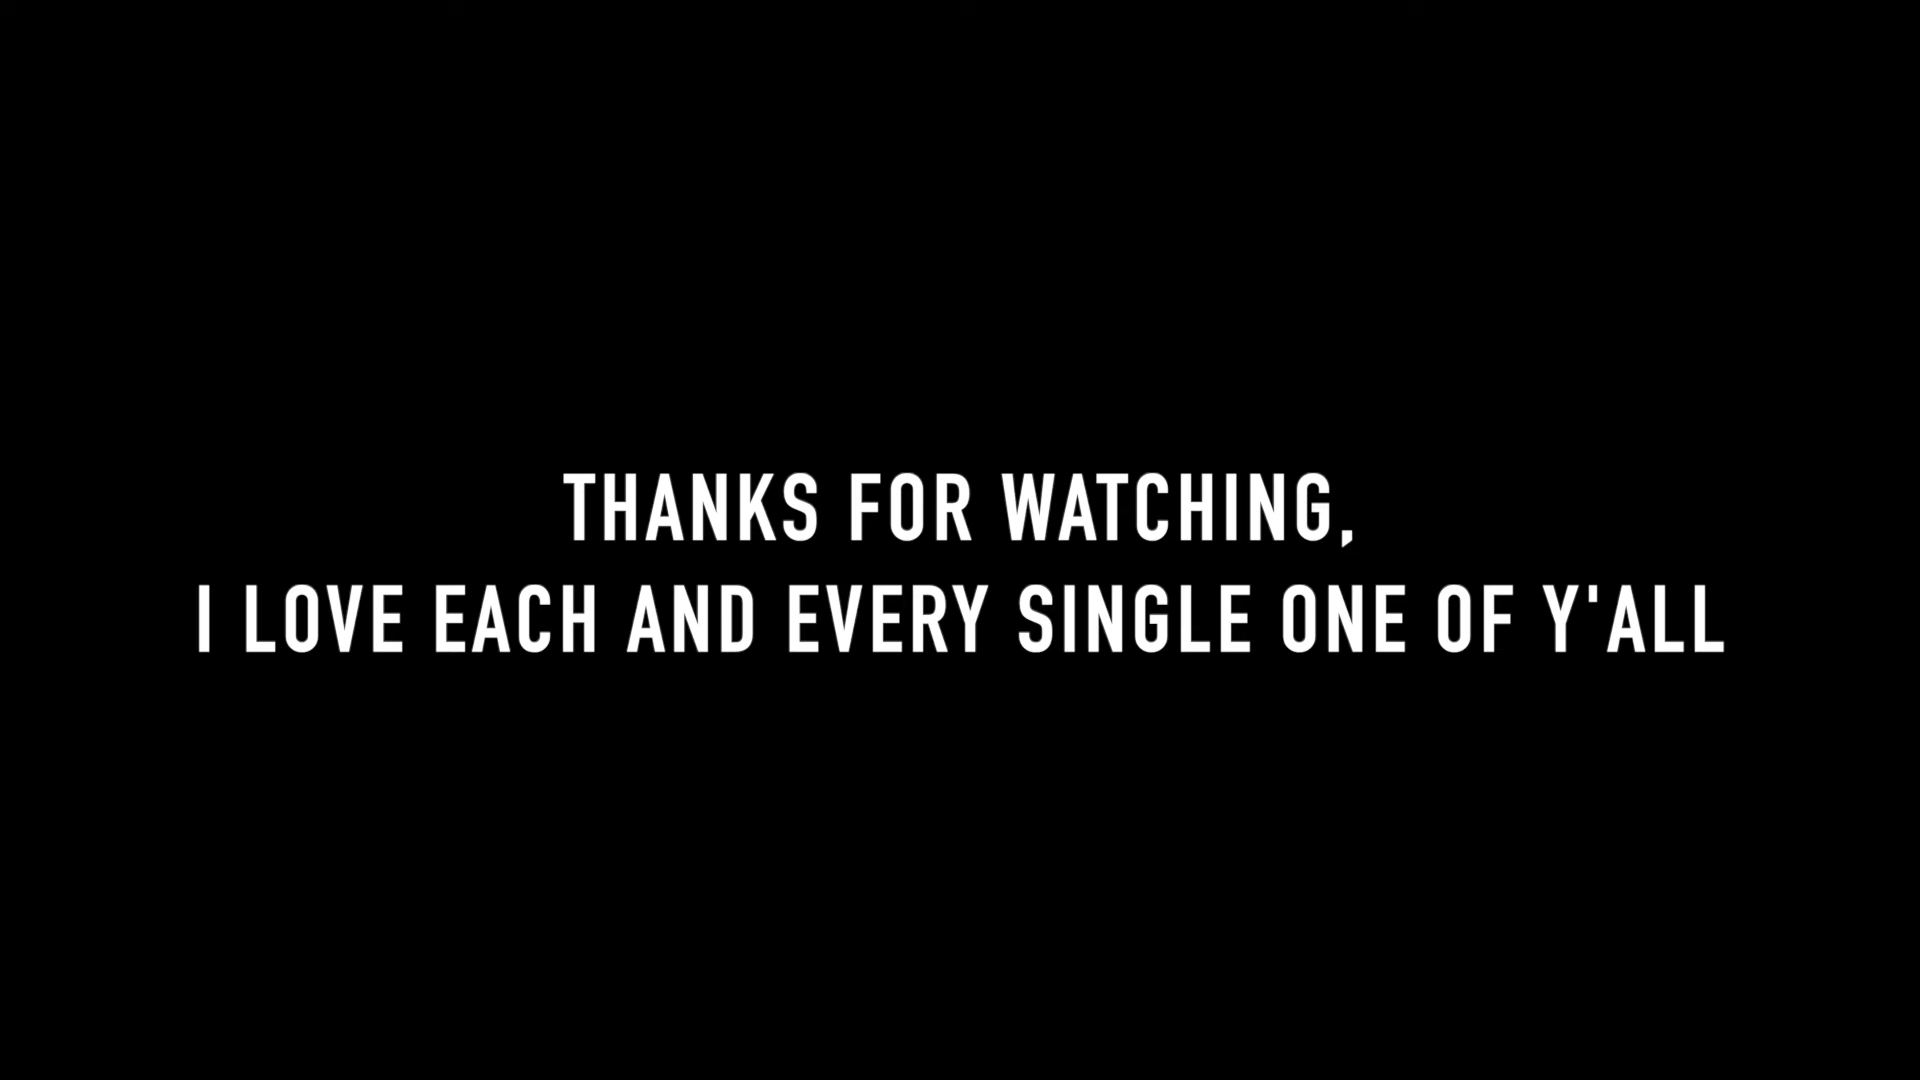 THANKS FOR WATCHING,
I LOVE EACH AND EVERY SINGLE ONE OF Y'ALL